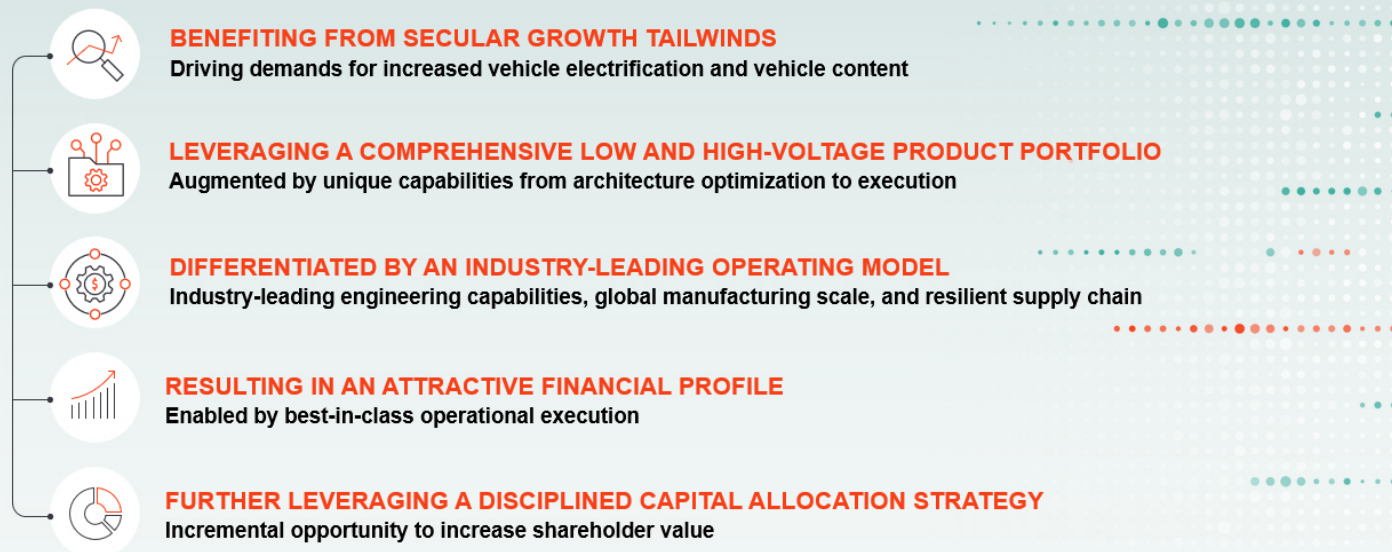 BENEFITING FROM SECULAR GROWTH TAILWINDS
Driving demands for increased vehicle electrification and vehicle content
LEVERAGING A COMPREHENSIVE LOW AND HIGH-VOLTAGE PRODUCT PORTFOLIO
Augmented by unique capabilities from architecture optimization to execution
$
DIFFERENTIATED BY AN INDUSTRY-LEADING OPERATING MODEL
Industry-leading engineering capabilities, global manufacturing scale, and resilient supply chain
RESULTING IN AN ATTRACTIVE FINANCIAL PROFILE
Enabled by best-in-class operational execution
FURTHER LEVERAGING A DISCIPLINED CAPITAL ALLOCATION STRATEGY
Incremental opportunity to increase shareholder value